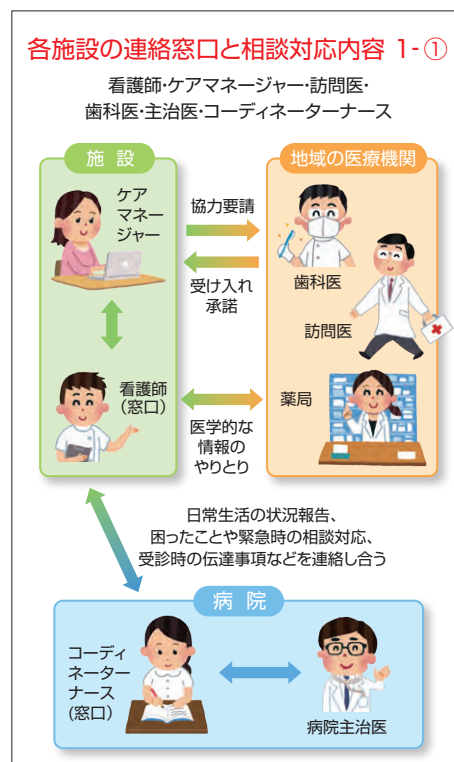 各施設の連絡窓口と相談対応内容 1-①
看護師・ケアマネージャー・訪問医・
歯科医・主治医・コーディネーターナース
施 設
地域の医療機関
ケア
マネー
ジャー
協力要請
受け入れ
承諾
歯科医
訪問医
看護師
(窓口)
医学的な
情報の
やりとり
薬局
日常生活の状況報告、
困ったことや緊急時の相談対応、
受診時の伝達事項などを連絡し合う
病 院
コーディ
ネーター
ナース
(窓口)
病院主治医